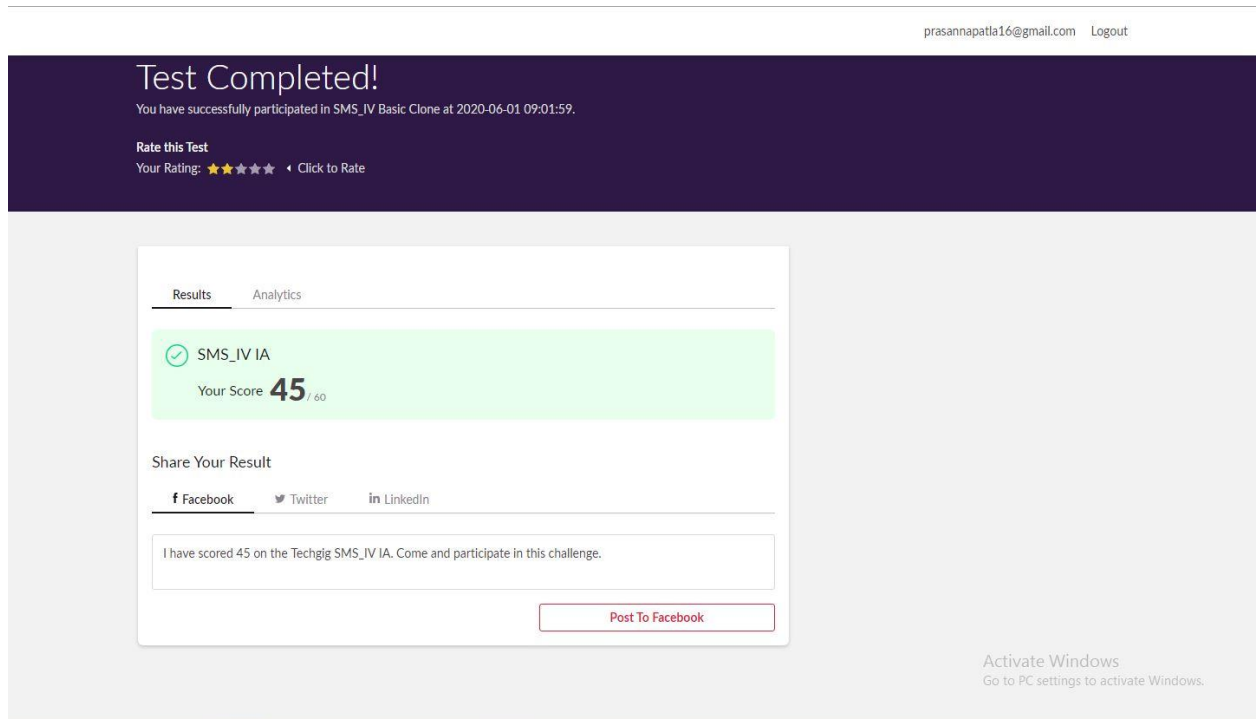 prasannapatla16@gmail.com Logout
Test Completed!
You have successfully participated in SMS_IV Basic Clone at 2020-06-01 09:01:59.
Rate this Test
Your Rating: Click to Rate
Results Analytics
SMS_IV IA
Your Score 45 / 60
Share Your Result
f Facebook Twitter in LinkedIn
I have scored 45 on the Techgig SMS_IV IA. Come and participate in this challenge.
Post To Facebook
Activate Windows
Go to PC settings to activate Windows.